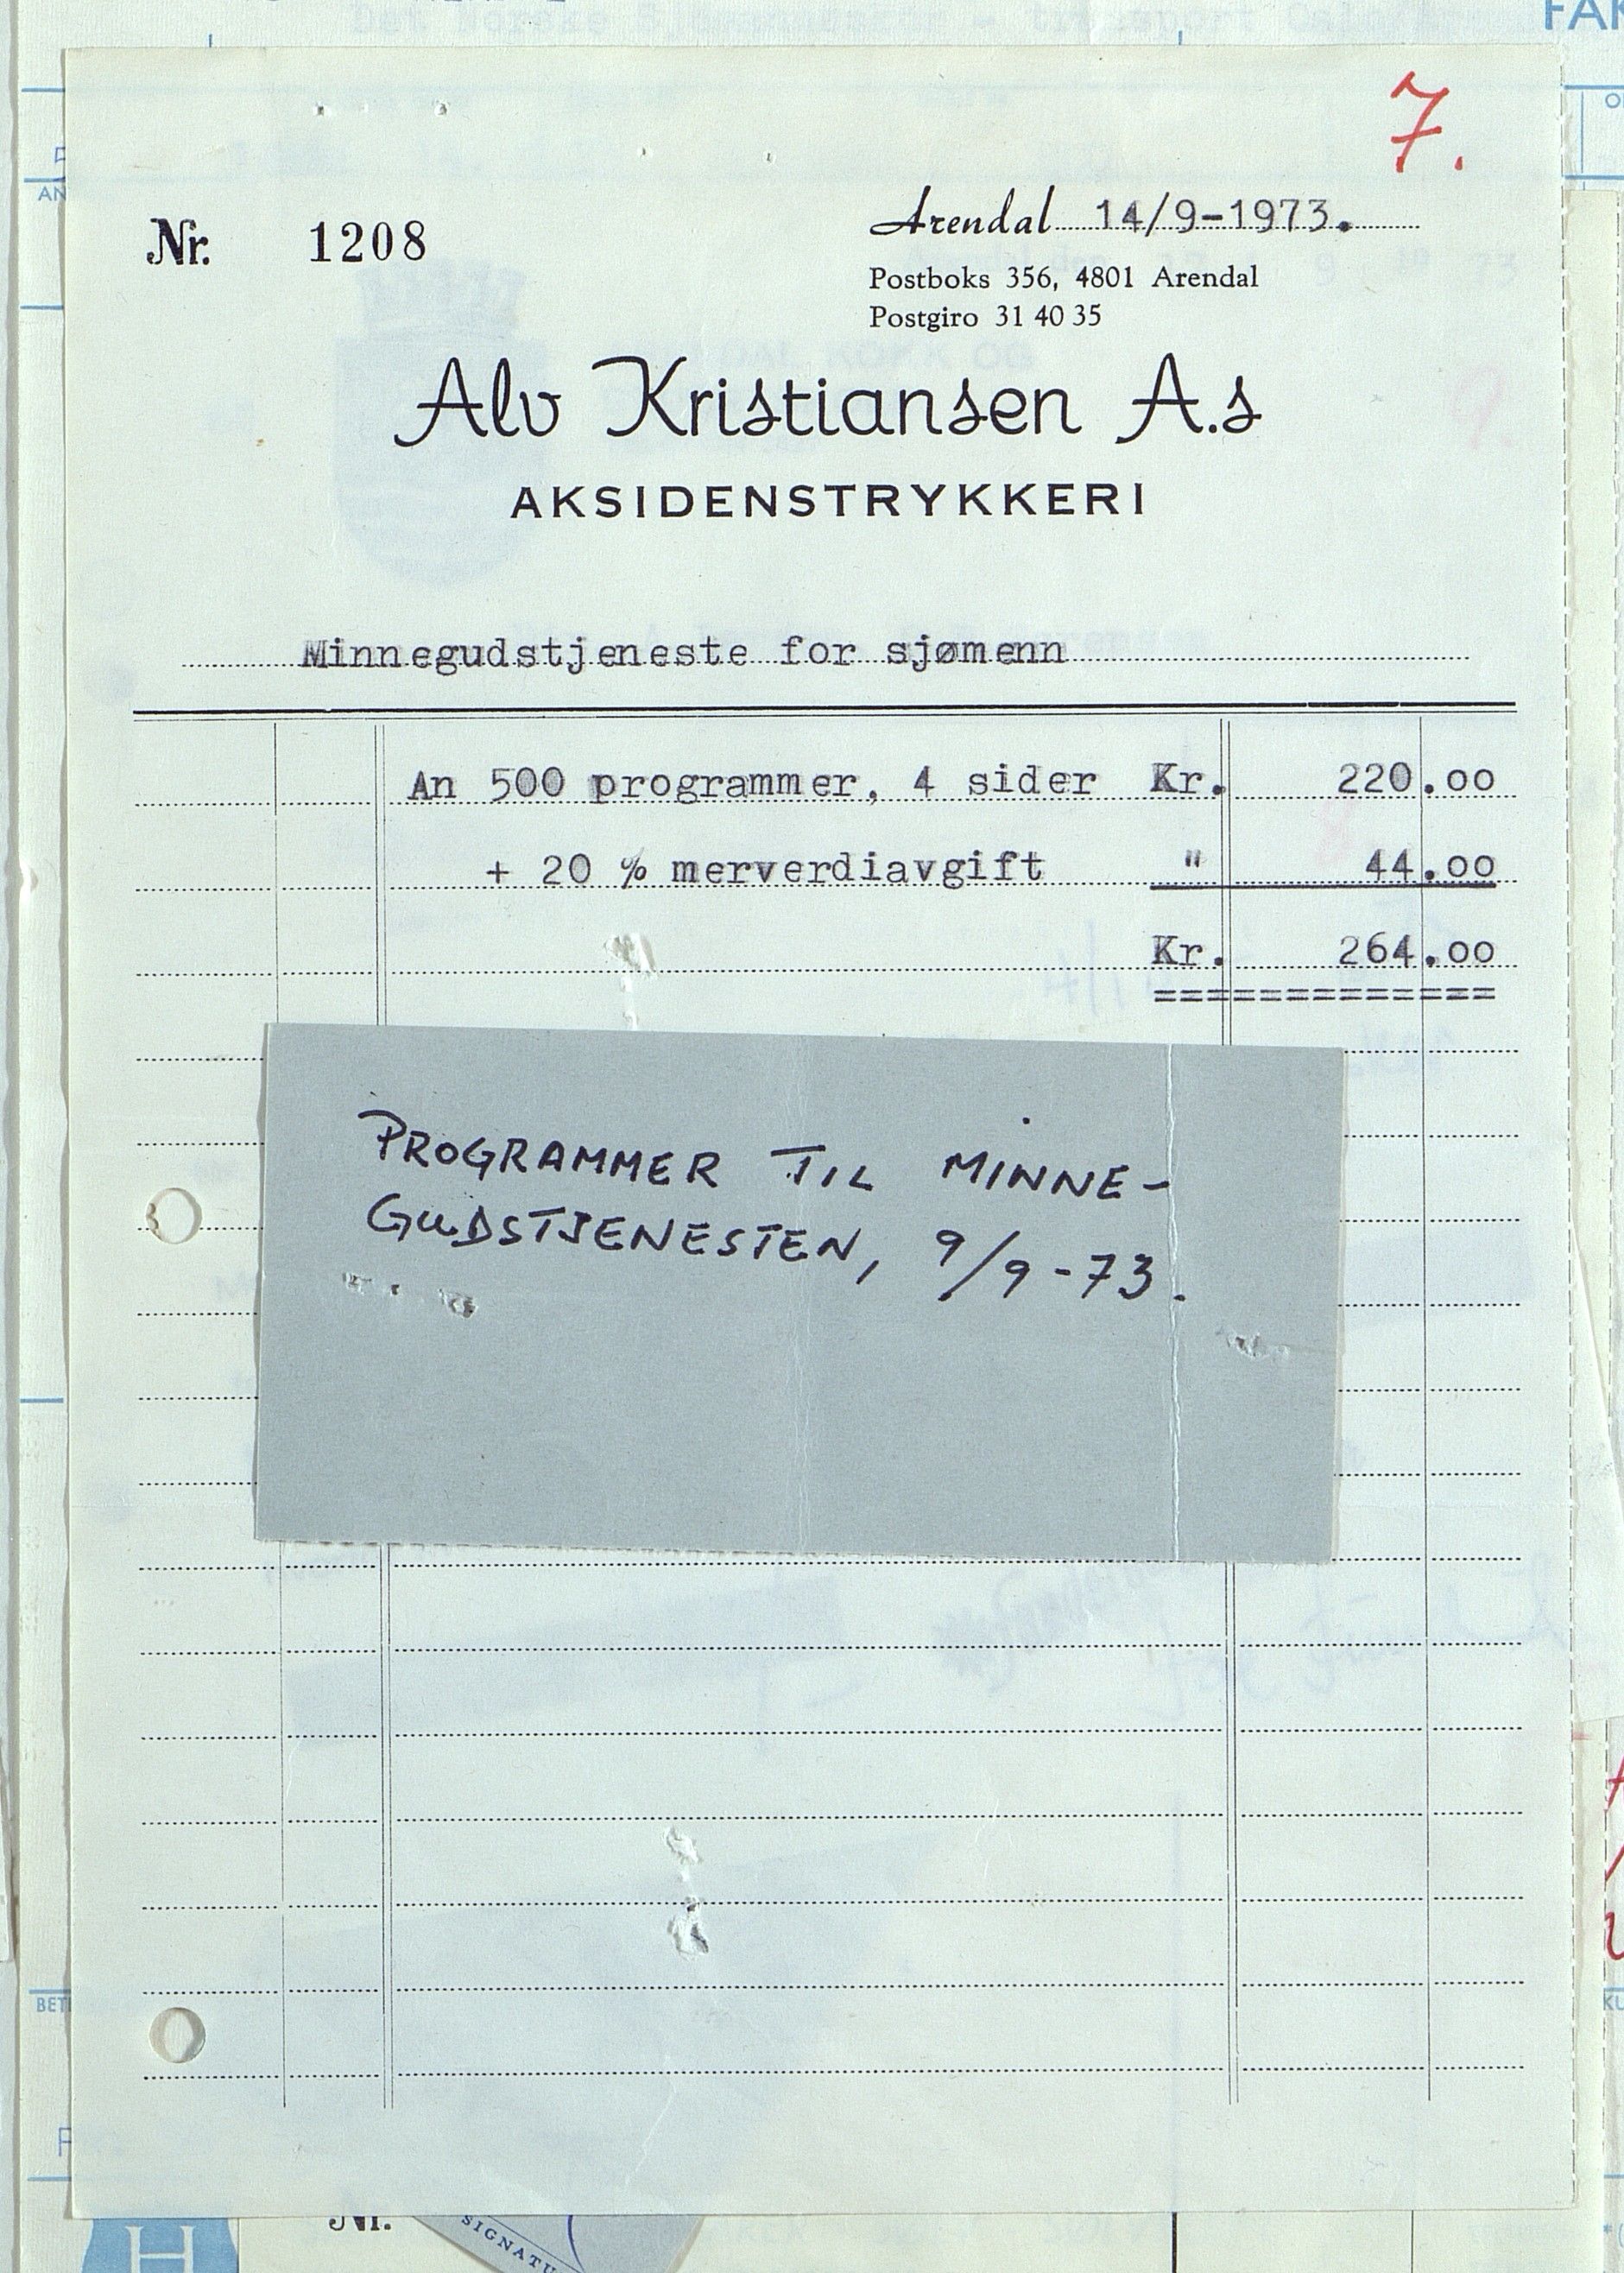 7.
Nr. 1208
Arendal 14/9-1973.
Postboks 356, 4801 Arendal
Postgiro 31 40 35
Alv Kristiansen A.s
AKSIDENSTRYKKERI
Minnegudstjeneste for sjømenn
An 500 programmer, 4 sider Kr. 220.00
+ 20 % merverdiavgift " 44.00
Kr. 264.00
=============
PROGRAMMER TIL MINNE-
GUDSTJENESTEN, 9/9-73.
Nr.
SIGNATU
H